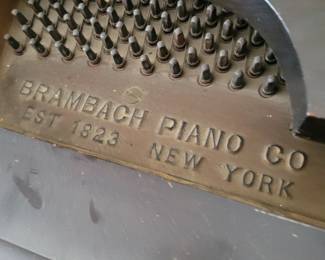 BRAMBACH PIANO CO
EST 1823 NEW YORK